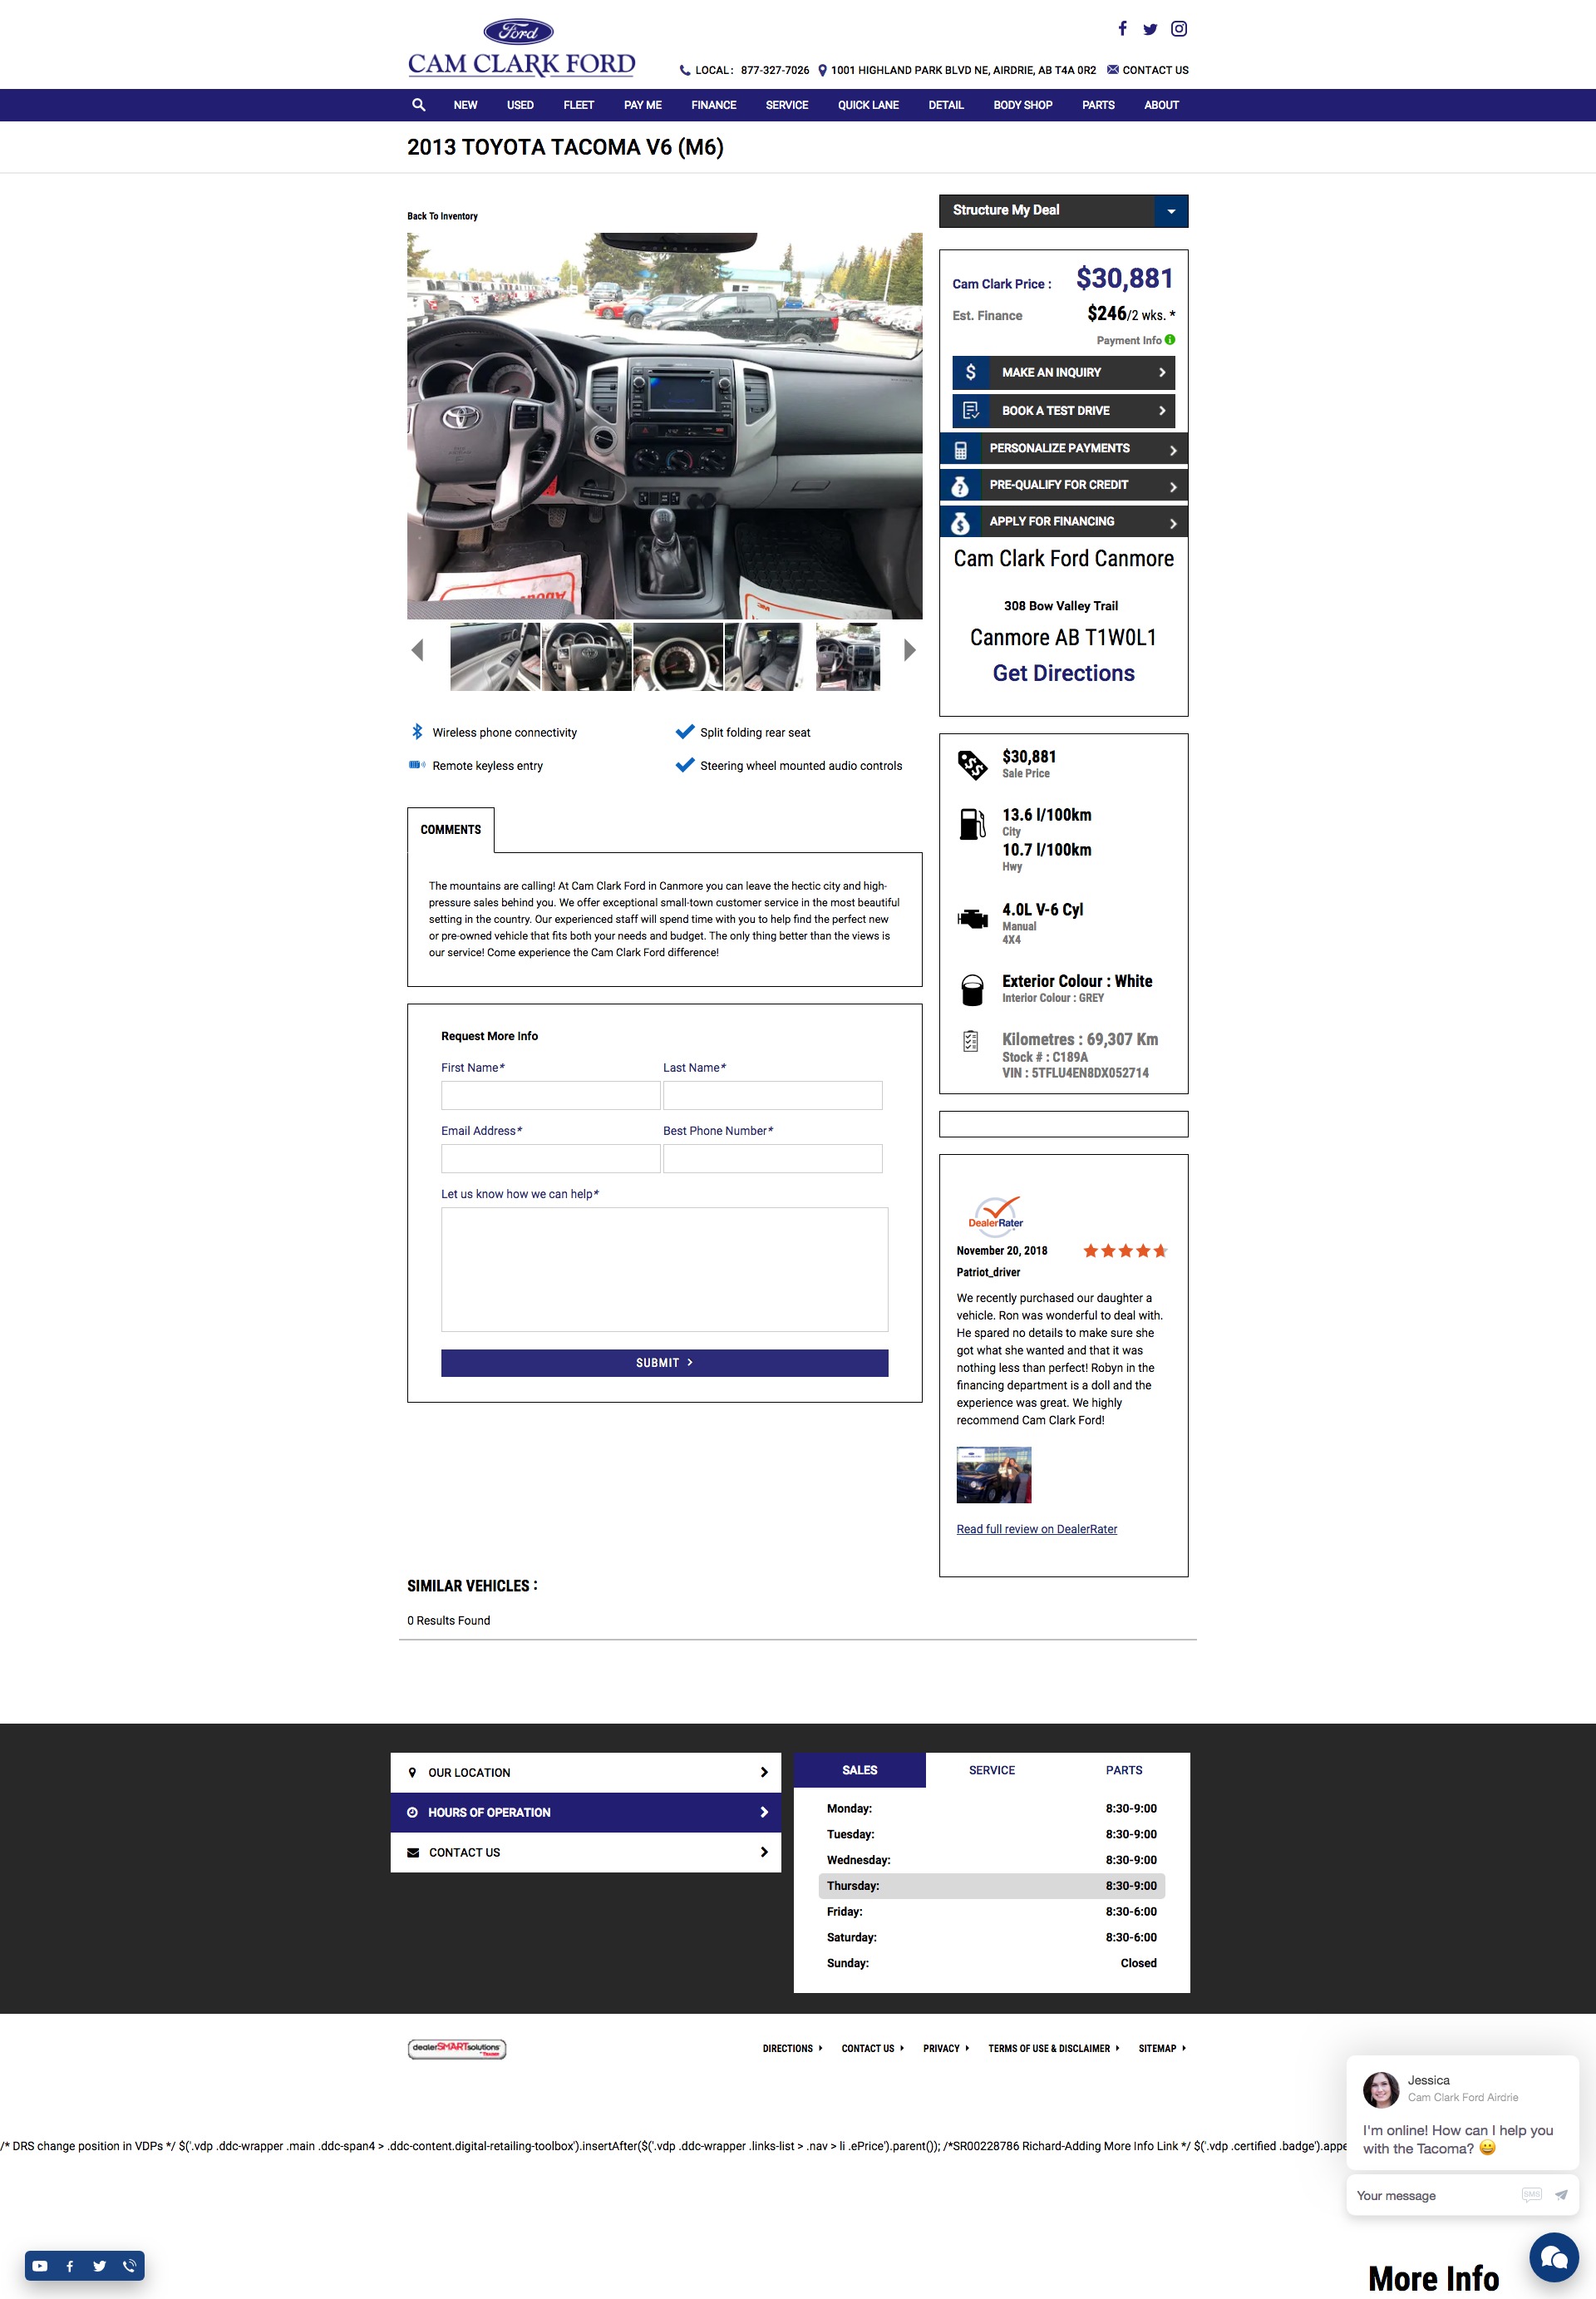 Ford
CAM CLARK FORD
LOCAL: 877-327-7026 1001 HIGHLAND PARK BLVD NE, AIRDRIE, AB T4A 0R2 CONTACT US
NEW USED FLEET PAY ME FINANCE SERVICE QUICK LANE DETAIL BODY SHOP PARTS ABOUT
2013 TOYOTA TACOMA V6 (M6)
Back To Inventory
Structure My Deal
Cam Clark Price : $30,881
Est. Finance $246/2 wks. *
Payment Info
MAKE AN INQUIRY
BOOK A TEST DRIVE
PERSONALIZE PAYMENTS
PRE-QUALIFY FOR CREDIT
APPLY FOR FINANCING
Cam Clark Ford Canmore
308 Bow Valley Trail
Canmore AB T1W0L1
Get Directions
Wireless phone connectivity
Split folding rear seat
Remote keyless entry
Steering wheel mounted audio controls
COMMENTS
The mountains are calling! At Cam Clark Ford in Canmore you can leave the hectic city and high-
pressure sales behind you. We offer exceptional small-town customer service in the most beautiful
setting in the country. Our experienced staff will spend time with you to help find the perfect new
or pre-owned vehicle that fits both your needs and budget. The only thing better than the views is
our service! Come experience the Cam Clark Ford difference!
Request More Info
First Name* Last Name*
Email Address* Best Phone Number*
Let us know how we can help*
SUBMIT
$30,881
Sale Price
13.6 l/100km
City
10.7 l/100km
Hwy
4.0L V-6 Cyl
Manual
4X4
Exterior Colour : White
Interior Colour : GREY
Kilometres : 69,307 Km
Stock # : C189A
VIN : 5TFLU4EN8DX052714
DealerRater
November 20, 2018
Patriot_driver
We recently purchased our daughter a
vehicle. Ron was wonderful to deal with.
He spared no details to make sure she
got what she wanted and that it was
nothing less than perfect! Robyn in the
financing department is a doll and the
experience was great. We highly
recommend Cam Clark Ford!
Read full review on DealerRater
SIMILAR VEHICLES :
0 Results Found
OUR LOCATION
HOURS OF OPERATION
CONTACT US
SALES SERVICE PARTS
Monday: 8:30-9:00
Tuesday: 8:30-9:00
Wednesday: 8:30-9:00
Thursday: 8:30-9:00
Friday: 8:30-6:00
Saturday: 8:30-6:00
Sunday: Closed
dealerSMARTsolutions
DIRECTIONS CONTACT US PRIVACY TERMS OF USE & DISCLAIMER SITEMAP
/* DRS change position in VDPs */ $('.vdp .ddc-wrapper .main .ddc-span4 > .ddc-content.digital-retailing-toolbox').insertAfter($('.vdp .ddc-wrapper .links-list > .nav > li .ePrice').parent()); /*SR00228786 Richard-Adding More Info Link */ $('.vdp .certified .badge').appe
Jessica
Cam Clark Ford Airdrie
I'm online! How can I help you
with the Tacoma? 😀
Your message
SMS
More Info